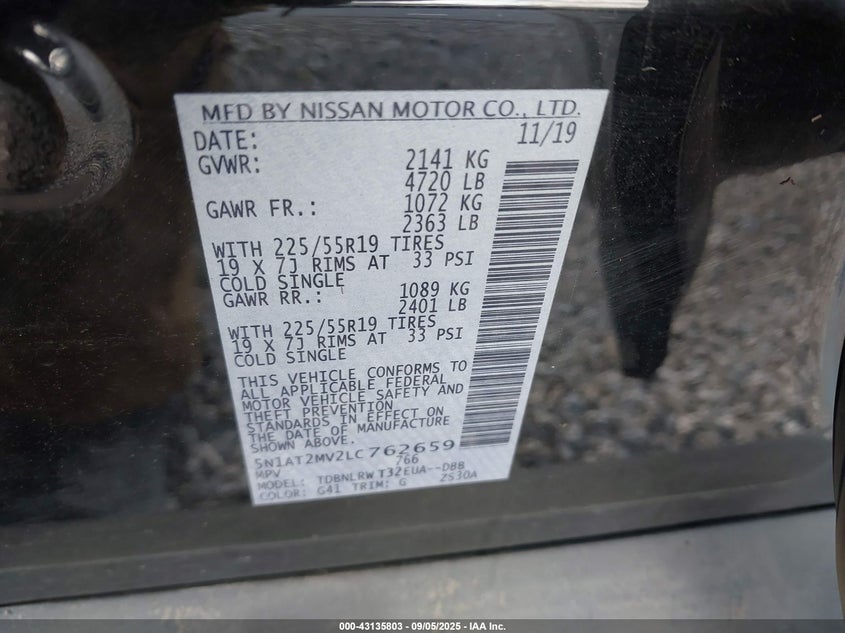 MFD BY NISSAN MOTOR CO., LTD.
DATE: 11/19
GVWR: 2141 KG
4720 LB
GAWR FR.: 1072 KG
2363 LB
WITH 225/55R19 TIRES
19 X 7J RIMS AT 33 PSI
COLD SINGLE
GAWR RR.: 1089 KG
2401 LB
WITH 225/55R19 TIRES
19 X 7J RIMS AT 33 PSI
COLD SINGLE
THIS VEHICLE CONFORMS TO
ALL APPLICABLE FEDERAL
MOTOR VEHICLE SAFETY AND
THEFT PREVENTION
STANDARDS IN EFFECT ON
THE DATE OF MANUFACTURE
SHOWN ABOVE.
5N1AT2MV2LC762659
MPV 766
MODEL: TDBNLRW T32EUA--DBB
COLOR: G41 TRIM: G ZS30A
000-43135803 - 09/05/2025 - IAA Inc.